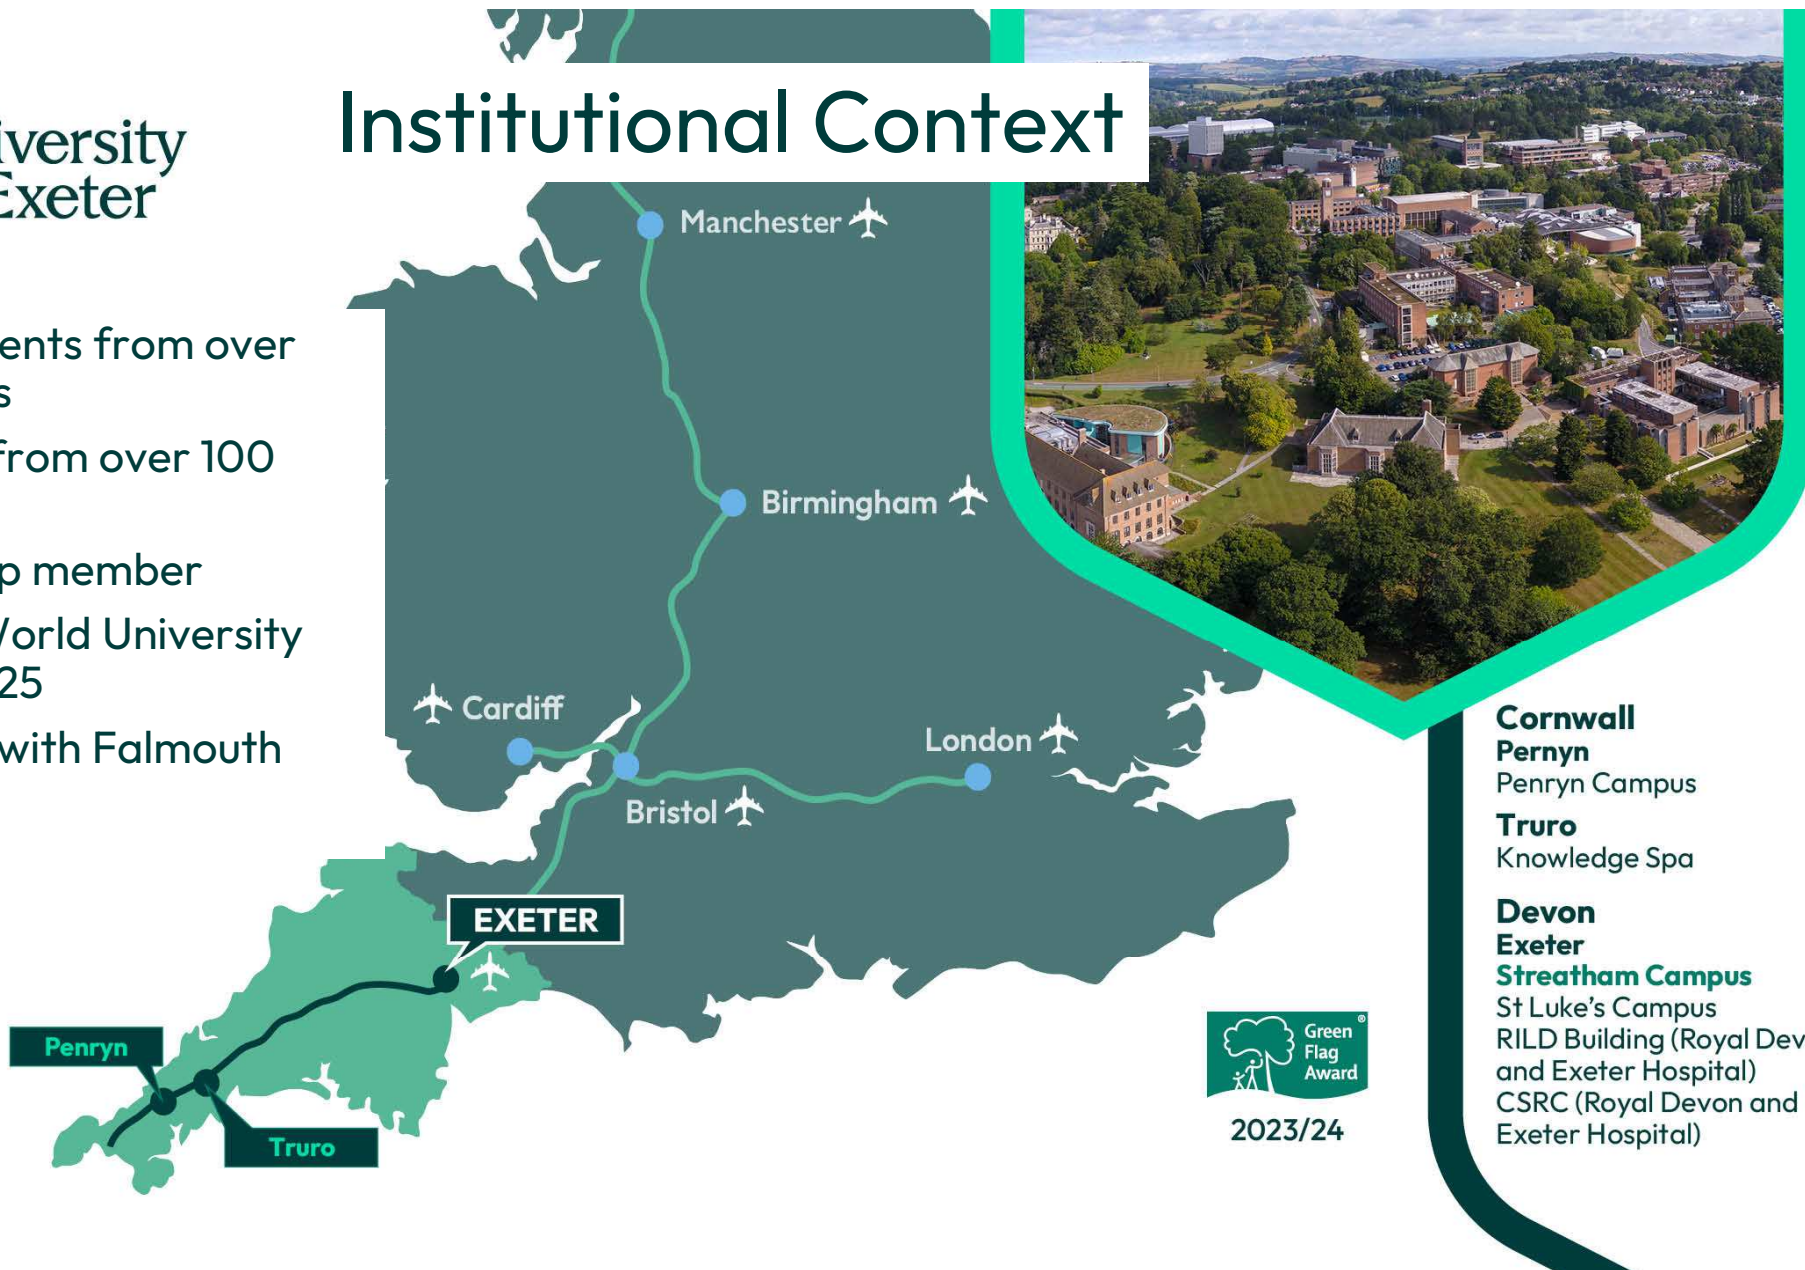 Institutional Context
iversity
Exeter
ents from over
s
from over 100
p member
World University
25
with Falmouth
Manchester
Birmingham
Cardiff
London
Bristol
EXETER
Penryn
Truro
Green
Flag
Award
®
2023/24
Cornwall
Pernyn
Penryn Campus
Truro
Knowledge Spa
Devon
Exeter
Streatham Campus
St Luke's Campus
RILD Building (Royal Dev
and Exeter Hospital)
CSRC (Royal Devon and
Exeter Hospital)